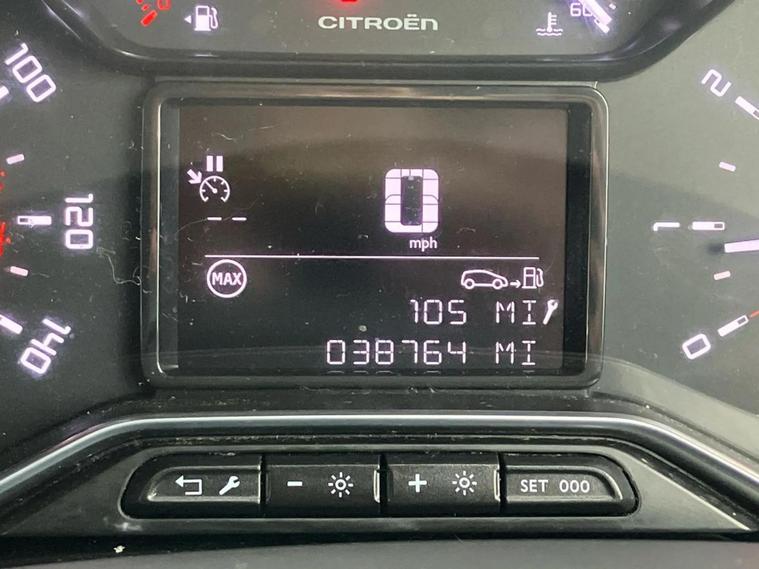 CITROËN
60
100
120
140
0
mph
MAX
105 MI
038764 MI
2
1
0
- +
SET 000